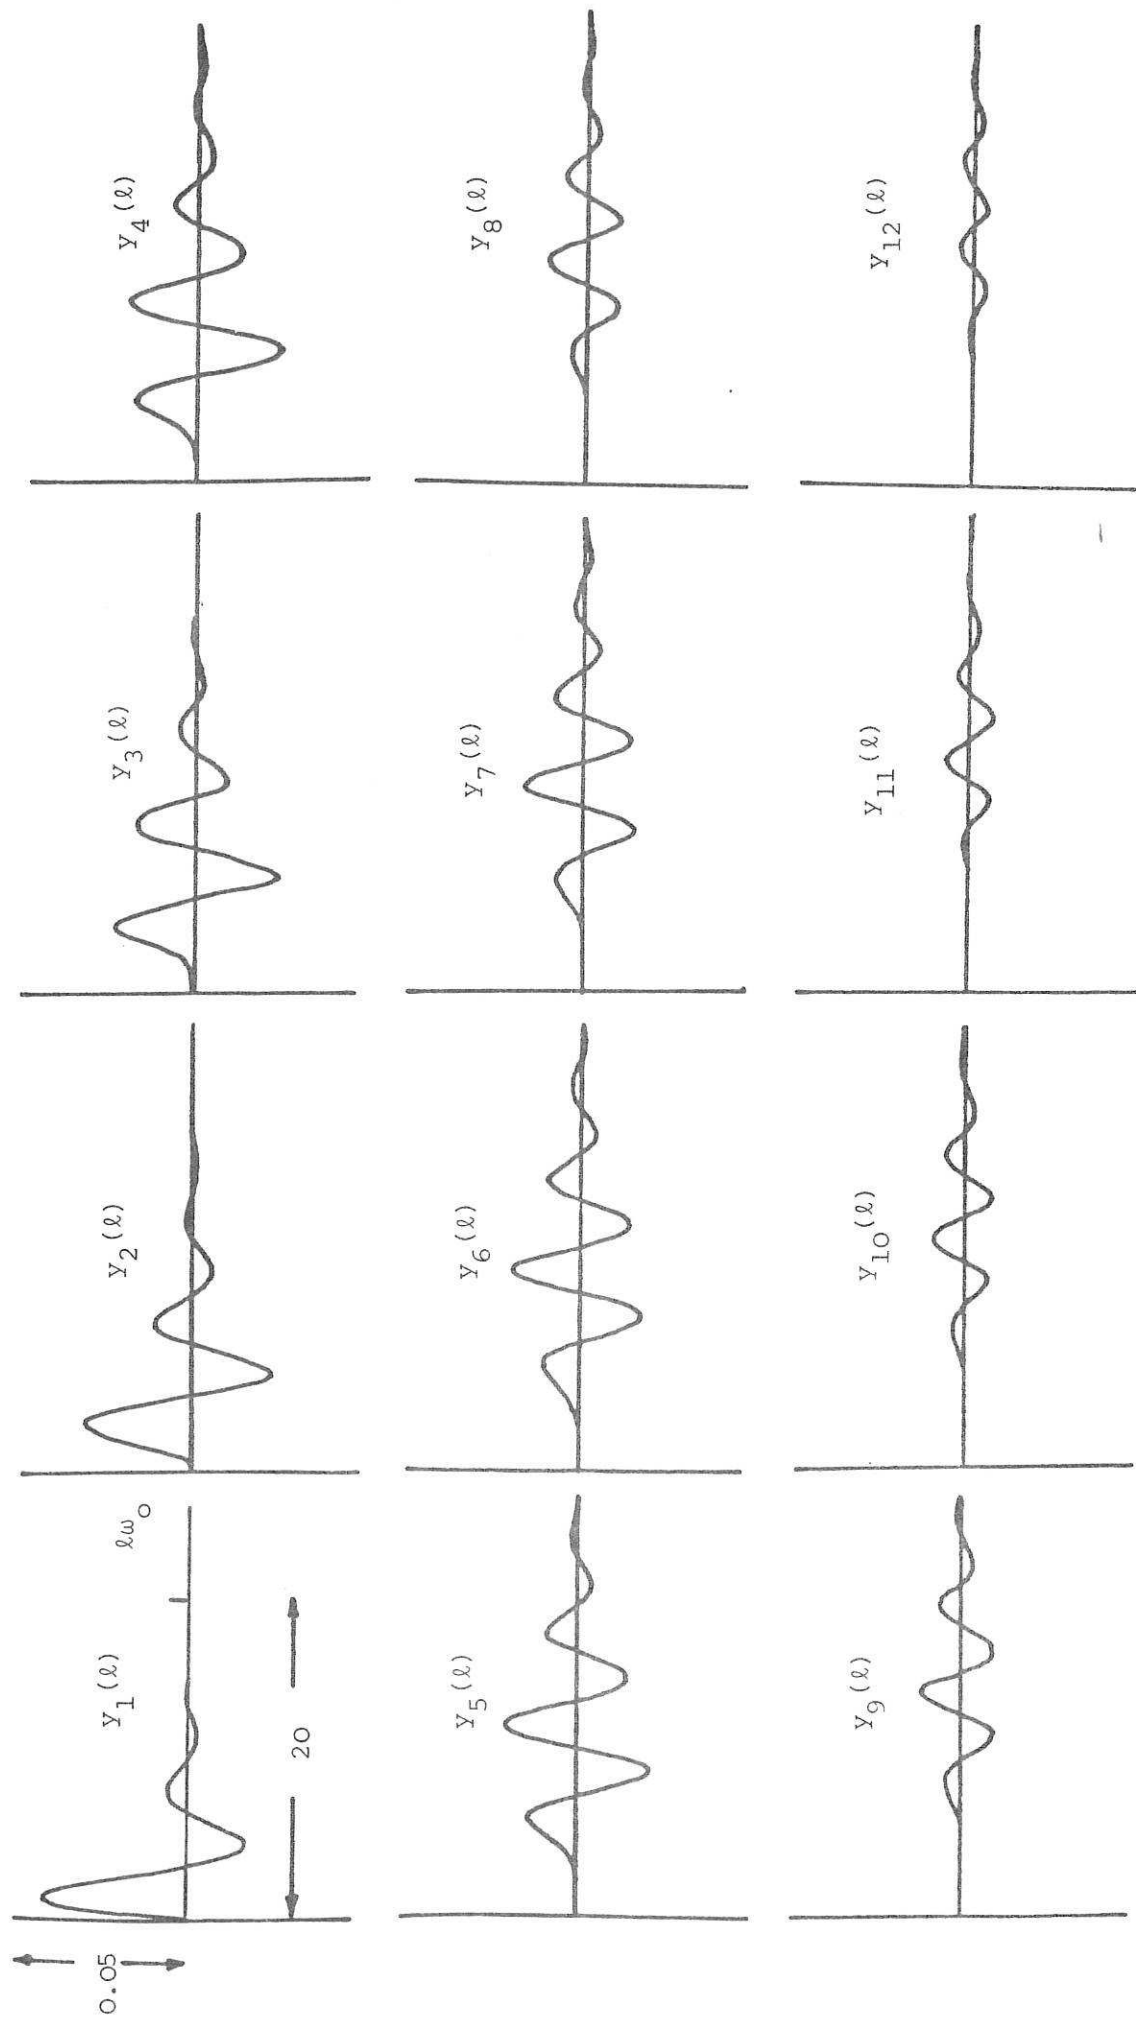 Y₁(ℓ)
Y₂(ℓ)
Y₃(ℓ)
Y₄(ℓ)
ℓω₀
0.05
20
Y₅(ℓ)
Y₆(ℓ)
Y₇(ℓ)
Y₈(ℓ)
Y₉(ℓ)
Y₁₀(ℓ)
Y₁₁(ℓ)
Y₁₂(ℓ)